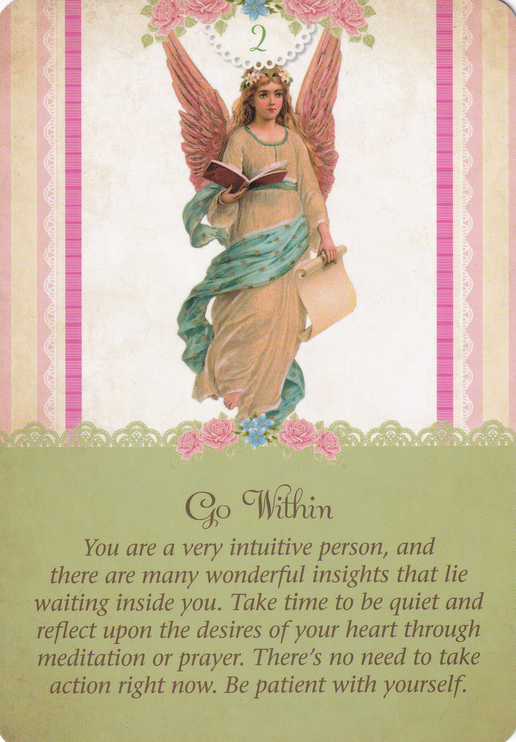 2
Go Within
You are a very intuitive person, and
there are many wonderful insights that lie
waiting inside you. Take time to be quiet and
reflect upon the desires of your heart through
meditation or prayer. There's no need to take
action right now. Be patient with yourself.